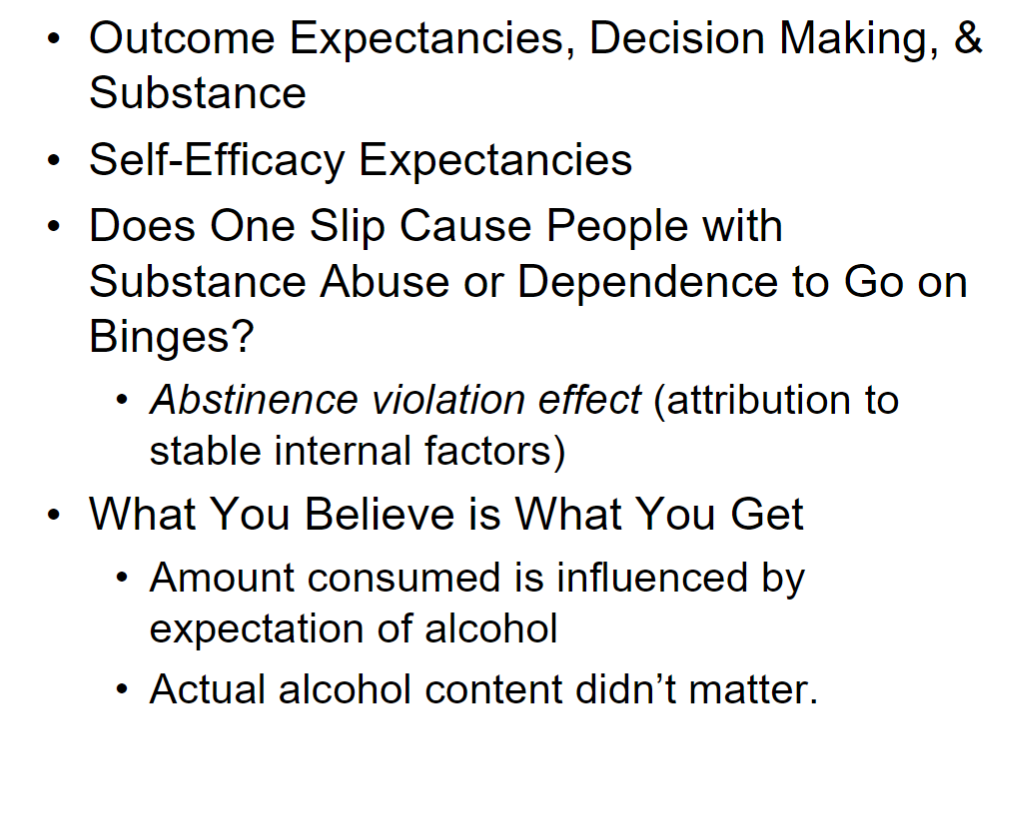 • Outcome Expectancies, Decision Making, &
Substance
• Self-Efficacy Expectancies
• Does One Slip Cause People with
Substance Abuse or Dependence to Go on
Binges?
• Abstinence violation effect (attribution to
stable internal factors)
• What You Believe is What You Get
• Amount consumed is influenced by
expectation of alcohol
• Actual alcohol content didn’t matter.